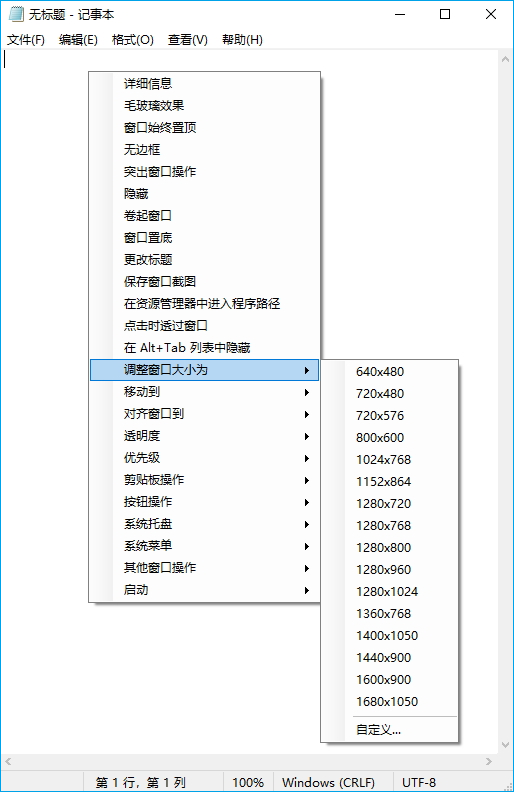 无标题 - 记事本
文件(F) 编辑(E) 格式(O) 查看(V) 帮助(H)
详细信息
毛玻璃效果
窗口始终置顶
无边框
突出窗口操作
隐藏
卷起窗口
窗口置底
更改标题
保存窗口截图
在资源管理器中进入程序路径
点击时透过窗口
在 Alt+Tab 列表中隐藏
调整窗口大小为
移动到
对齐窗口到
透明度
优先级
剪贴板操作
按钮操作
系统托盘
系统菜单
其他窗口操作
启动
640x480
720x480
720x576
800x600
1024x768
1152x864
1280x720
1280x768
1280x800
1280x960
1280x1024
1360x768
1400x1050
1440x900
1600x900
1680x1050
自定义...
第 1 行，第 1 列 100% Windows (CRLF) UTF-8